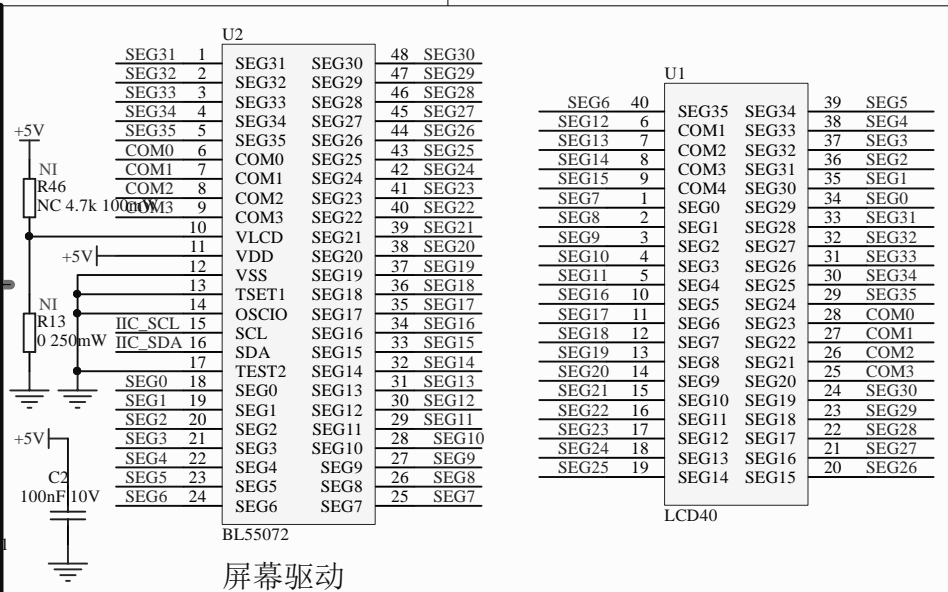 U2
SEG31 1 SEG31 SEG30 48 SEG30
SEG32 2 SEG32 SEG29 47 SEG29
SEG33 3 SEG33 SEG28 46 SEG28
SEG34 4 SEG34 SEG27 45 SEG27
SEG35 5 SEG35 SEG26 44 SEG26
COM0 6 COM0 SEG25 43 SEG25
COM1 7 COM1 SEG24 42 SEG24
COM2 8 COM2 SEG23 41 SEG23
COM3 9 COM3 SEG22 40 SEG22
10 VLCD SEG21 39 SEG21
+5V 11 VDD SEG20 38 SEG20
12 VSS SEG19 37 SEG19
13 TSET1 SEG18 36 SEG18
14 OSCIO SEG17 35 SEG17
IIC_SCL 15 SCL SEG16 34 SEG16
IIC_SDA 16 SDA SEG15 33 SEG15
17 TEST2 SEG14 32 SEG14
SEG0 18 SEG0 SEG13 31 SEG13
SEG1 19 SEG1 SEG12 30 SEG12
SEG2 20 SEG2 SEG11 29 SEG11
SEG3 21 SEG3 SEG10 28 SEG10
SEG4 22 SEG4 SEG9 27 SEG9
SEG5 23 SEG5 SEG8 26 SEG8
SEG6 24 SEG6 SEG7 25 SEG7
BL55072
+5V
NI
R46
NC 4.7k 100mW
NI
R13
0 250mW
+5V
C2
100nF 10V
1
屏幕驱动
U1
SEG6 40 SEG35 SEG34 39 SEG5
SEG12 6 COM1 SEG33 38 SEG4
SEG13 7 COM2 SEG32 37 SEG3
SEG14 8 COM3 SEG31 36 SEG2
SEG15 9 COM4 SEG30 35 SEG1
SEG7 1 SEG0 SEG29 34 SEG0
SEG8 2 SEG1 SEG28 33 SEG31
SEG9 3 SEG2 SEG27 32 SEG32
SEG10 4 SEG3 SEG26 31 SEG33
SEG11 5 SEG4 SEG25 30 SEG34
SEG16 10 SEG5 SEG24 29 SEG35
SEG17 11 SEG6 SEG23 28 COM0
SEG18 12 SEG7 SEG22 27 COM1
SEG19 13 SEG8 SEG21 26 COM2
SEG20 14 SEG9 SEG20 25 COM3
SEG21 15 SEG10 SEG19 24 SEG30
SEG22 16 SEG11 SEG18 23 SEG29
SEG23 17 SEG12 SEG17 22 SEG28
SEG24 18 SEG13 SEG16 21 SEG27
SEG25 19 SEG14 SEG15 20 SEG26
LCD40